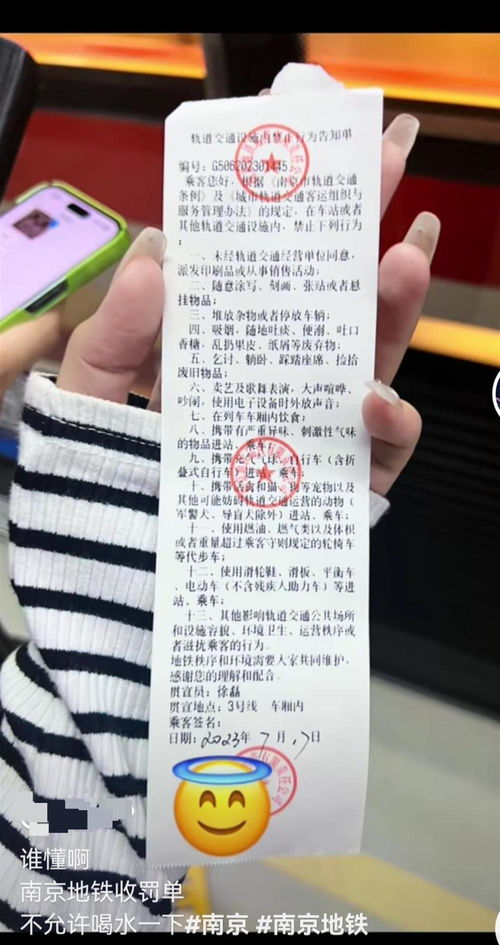 轨道交通设施内禁止行为告知单
编号:G506202301445
乘客您好,根据《南京市轨道交通
条例》及《城市轨道交通客运组织与
服务管理办法》的规定,在车站或者
其他轨道交通设施内,禁止下列行为
:
一、未经轨道交通经营单位同意,
派发印刷品或从事销售活动;
二、随意涂写、刻画、张站或者悬
挂物品;
三、堆放杂物或者停放车辆;
四、吸烟,随地吐痰、便溺、吐口
香糖,乱扔果皮、纸屑等废弃物;
五、乞讨、躺卧、踩踏座席、捡拾
废旧物品;
六、卖艺及歌舞表演,大声喧哗、
吵闹,使用电子设备时外放声音;
七、在列车车厢内饮食;
八、携带有严重异味、刺激性气味
的物品进站、乘车;
九、携带充气气球、自行车(含折
叠式自行车)进站、乘车;
十、携带活禽和猫、狗等宠物以及
其他可能妨碍轨道交通运营的动物(
军警犬、导盲犬除外)进站、乘车;
十一、使用燃油、燃气类以及体积
或者重量超过乘客守则规定的轮椅车
等代步车;
十二、使用滑轮鞋、滑板、平衡车
、电动车(不含残疾人助力车)等进
站、乘车;
十三、其他影响轨道交通公共场所
和设施容貌、环境卫生、运营秩序或
者滋扰乘客的行为。
地铁秩序和环境需要大家共同维护,
感谢您的理解和配合。
贯宣人员:徐磊
贯宣地点:3号线 车厢内
乘客签名:
日期:2023年7月17日
谁懂啊
南京地铁收罚单
不允许喝水一下#南京 #南京地铁